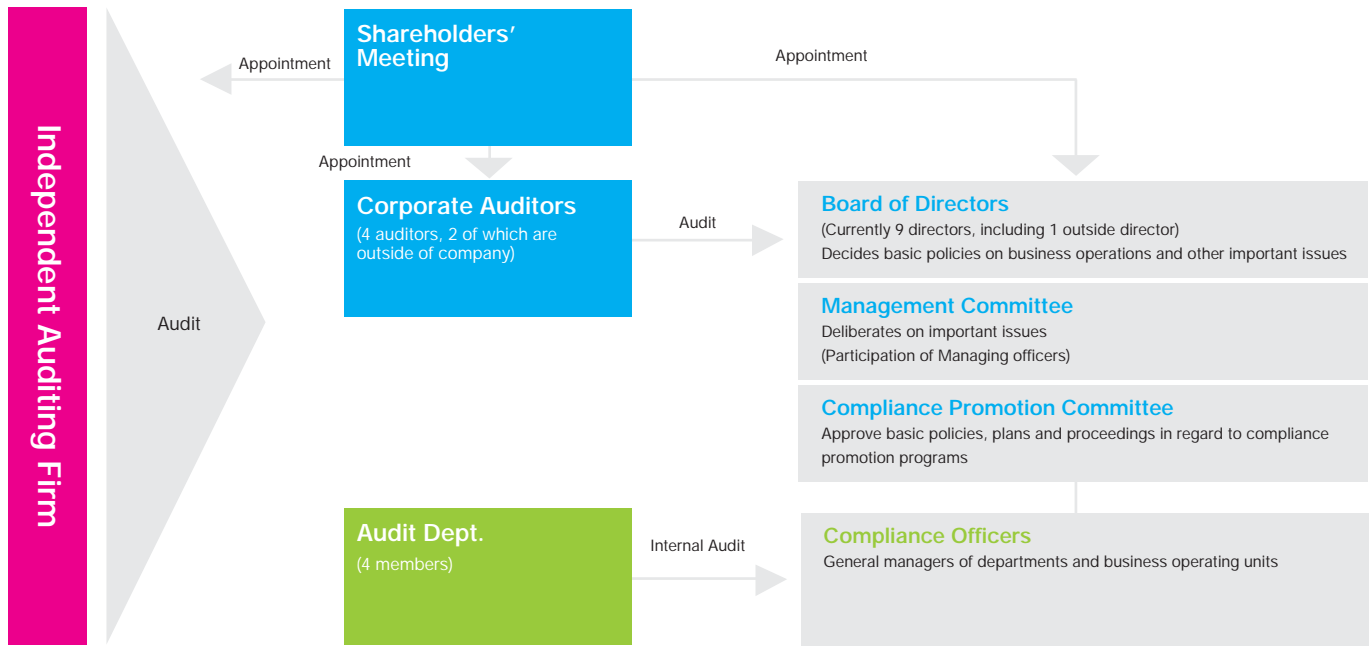 Independent Auditing Firm
Audit
Appointment
Shareholders'
Meeting
Appointment
Appointment
Corporate Auditors
(4 auditors, 2 of which are
outside of company)
Audit
Board of Directors
(Currently 9 directors, including 1 outside director)
Decides basic policies on business operations and other important issues
Management Committee
Deliberates on important issues
(Participation of Managing officers)
Compliance Promotion Committee
Approve basic policies, plans and proceedings in regard to compliance
promotion programs
Audit Dept.
(4 members)
Internal Audit
Compliance Officers
General managers of departments and business operating units